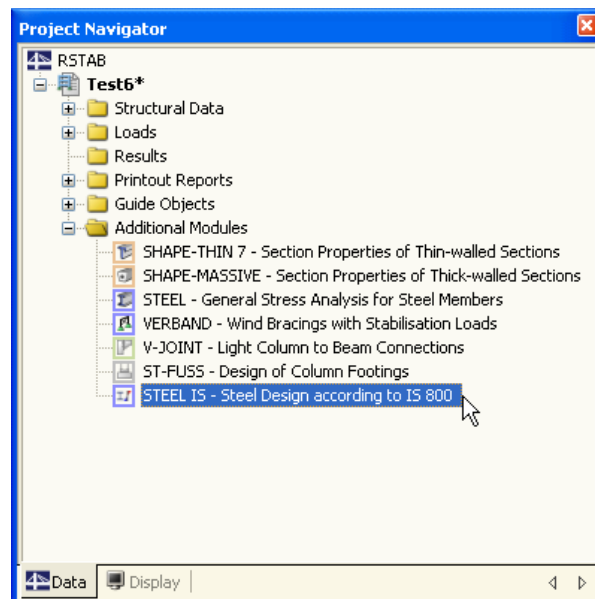 Project Navigator
RSTAB
Test6*
Structural Data
Loads
Results
Printout Reports
Guide Objects
Additional Modules
SHAPE-THIN 7 - Section Properties of Thin-walled Sections
SHAPE-MASSIVE - Section Properties of Thick-walled Sections
STEEL - General Stress Analysis for Steel Members
VERBAND - Wind Bracings with Stabilisation Loads
V-JOINT - Light Column to Beam Connections
ST-FUSS - Design of Column Footings
STEEL IS - Steel Design according to IS 800
Data Display